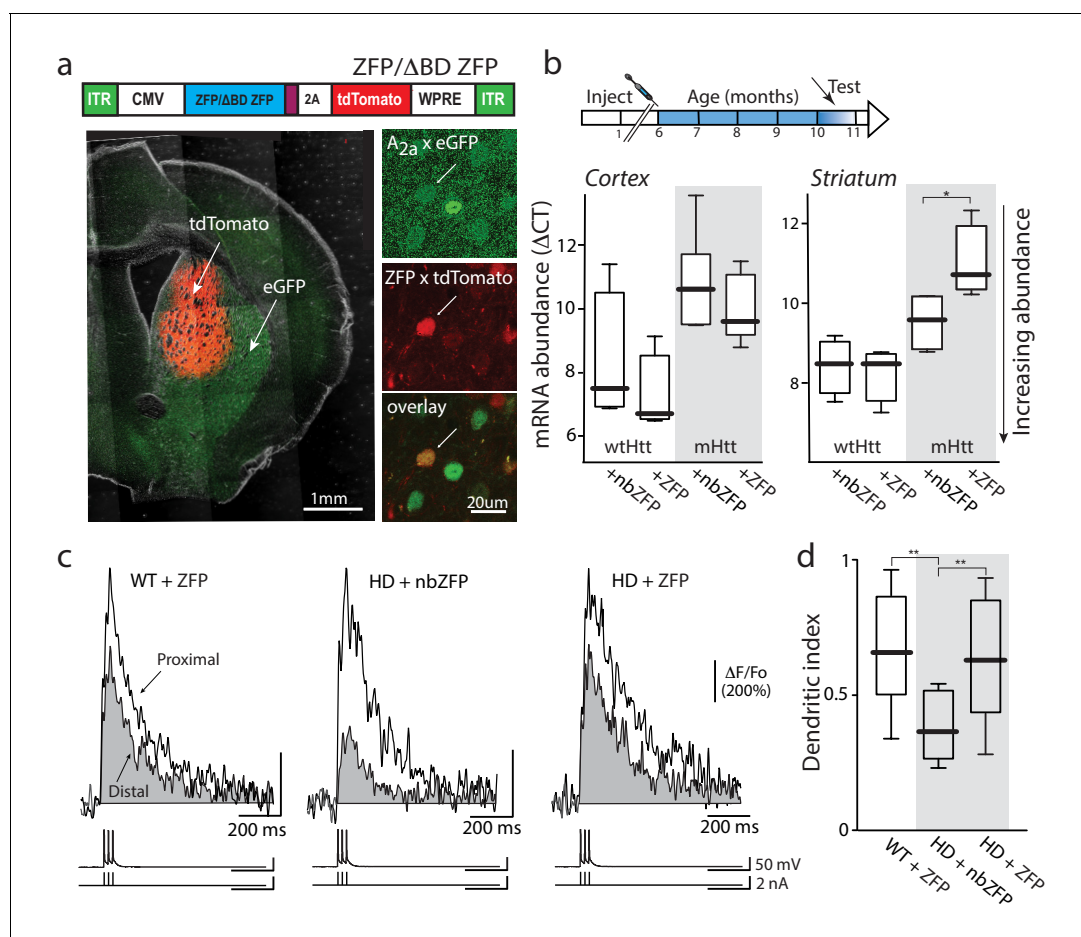 a
ZFP/ΔBD ZFP
ITR CMV ZFP/ΔBD ZFP 2A tdTomato WPRE ITR
tdTomato
eGFP
1mm
A2a x eGFP
ZFP x tdTomato
overlay
20um
b
Inject Age (months) Test
1 6 7 8 9 10 11
Cortex
Striatum
mRNA abundance (ΔCT)
12
10
8
6
wtHtt mHtt
+nbZFP +ZFP +nbZFP +ZFP
12
10
8
*
wtHtt mHtt
+nbZFP +ZFP +nbZFP +ZFP
Increasing abundance
c
WT + ZFP
HD + nbZFP
HD + ZFP
Proximal
Distal
ΔF/Fo
(200%)
200 ms
200 ms
200 ms
50 mV
2 nA
d
Dendritic index
1
0.5
0
** **
WT + ZFP
HD + nbZFP
HD + ZFP